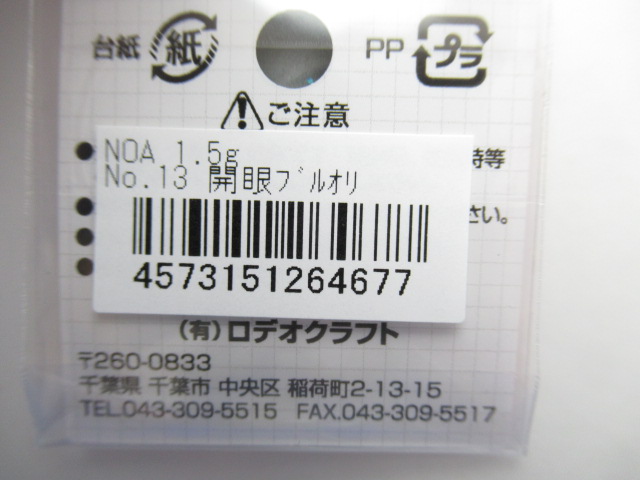 台紙 紙 PP プラ
ご注意
NOA 1.5g 時等
No.13 開眼ブルオリ
さい。
4573151264677
(有)ロデオクラフト
〒260-0833
千葉県 千葉市 中央区 稲荷町2-13-15
TEL.043-309-5515 FAX.043-309-5517